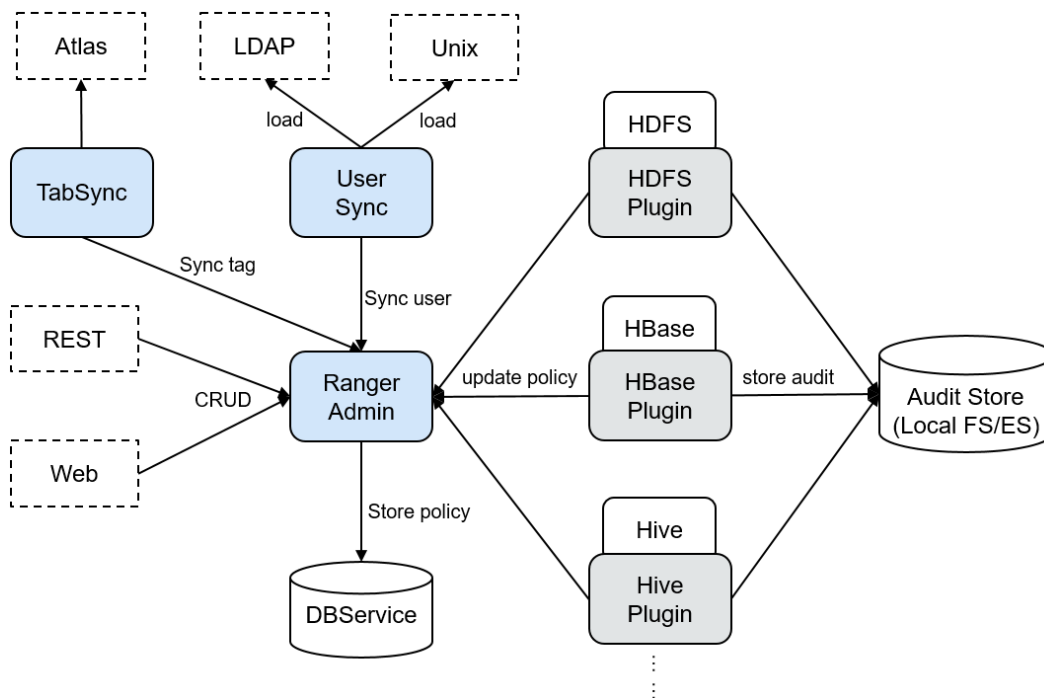 Atlas
LDAP
Unix
load
load
HDFS
TabSync
User
Sync
HDFS
Plugin
Sync tag
Sync user
REST
HBase
CRUD
Ranger
Admin
update policy
HBase
Plugin
store audit
Audit Store
(Local FS/ES)
Web
Store policy
Hive
Hive
Plugin
DBService